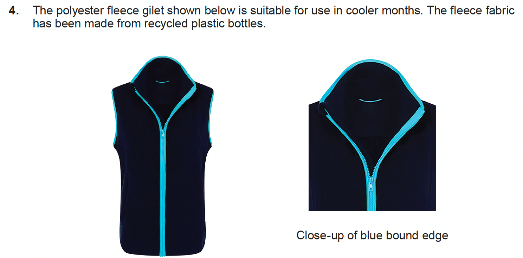 4. The polyester fleece gilet shown below is suitable for use in cooler months. The fleece fabric
has been made from recycled plastic bottles.
Close-up of blue bound edge